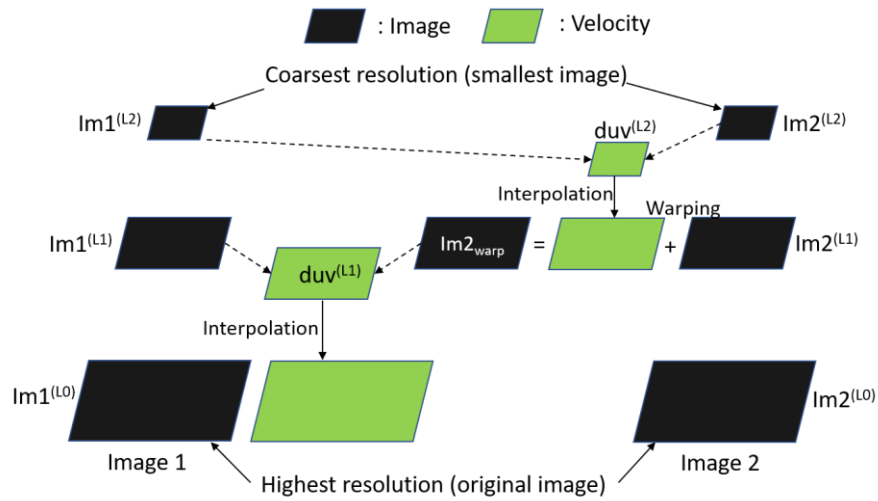 : Image
: Velocity
Coarsest resolution (smallest image)
Im1(L2)
duv(L2)
Im2(L2)
Interpolation
Warping
Im1(L1)
duv(L1)
Im2warp
=
+
Im2(L1)
Interpolation
Im1(L0)
Im2(L0)
Image 1
Image 2
Highest resolution (original image)